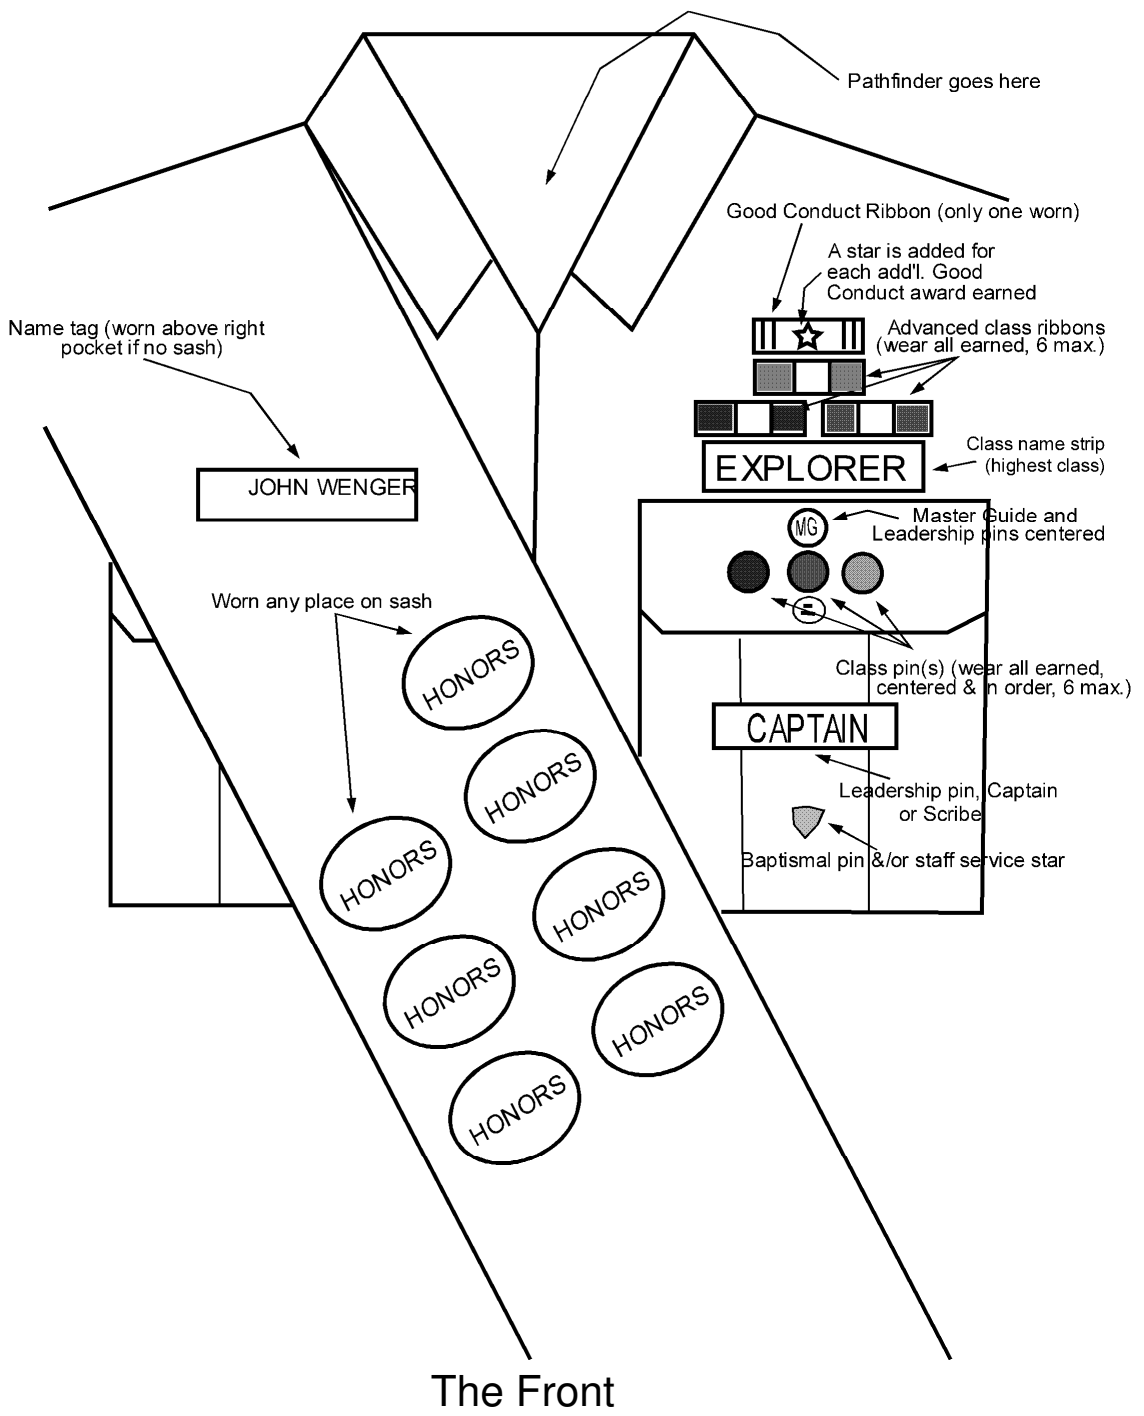 Pathfinder goes here
Good Conduct Ribbon (only one worn)
A star is added for
each add'l. Good
Conduct award earned
Name tag (worn above right
pocket if no sash)
Advanced class ribbons
(wear all earned, 6 max.)
Class name strip
(highest class)
EXPLORER
JOHN WENGER
MG
Master Guide and
Leadership pins centered
Worn any place on sash
HONORS
HONORS
HONORS
HONORS
HONORS
HONORS
HONORS
Class pin(s) (wear all earned,
centered & in order, 6 max.)
CAPTAIN
Leadership pin, Captain
or Scribe
Baptismal pin &/or staff service star
The Front